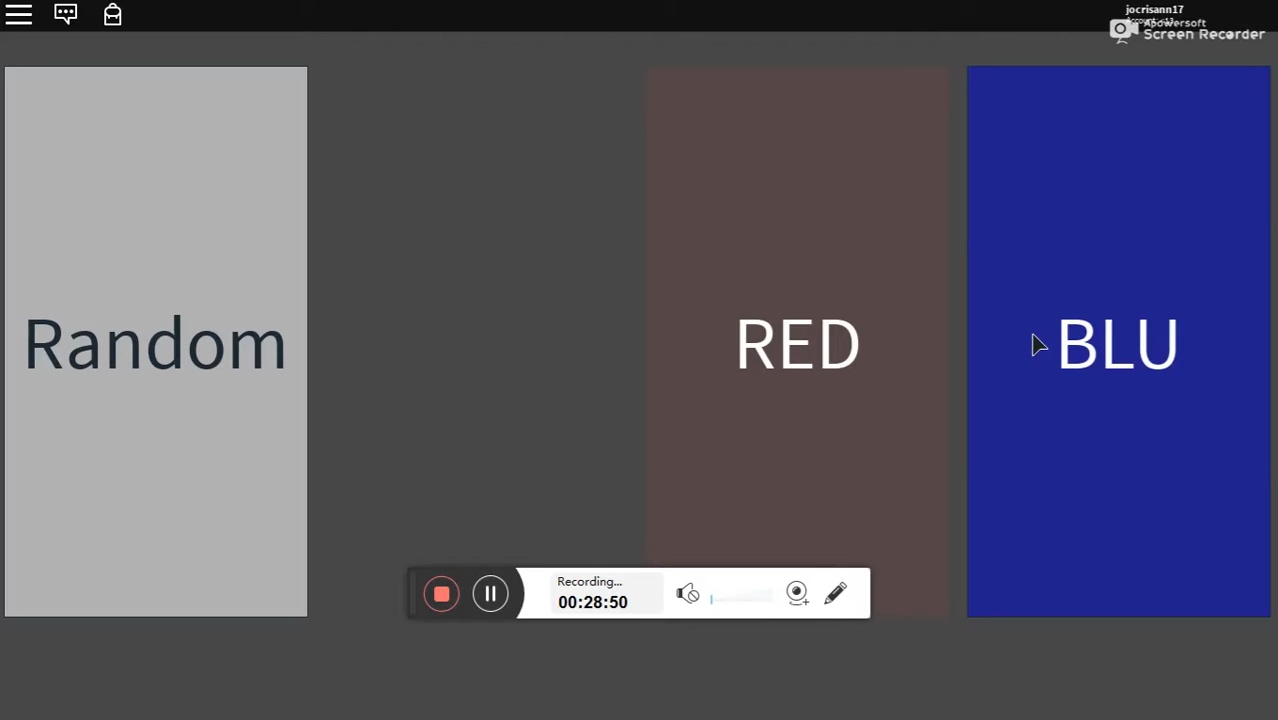 jocrisann17
Apowersoft
Screen Recorder
Random
RED
BLU
Recording...
00:28:50